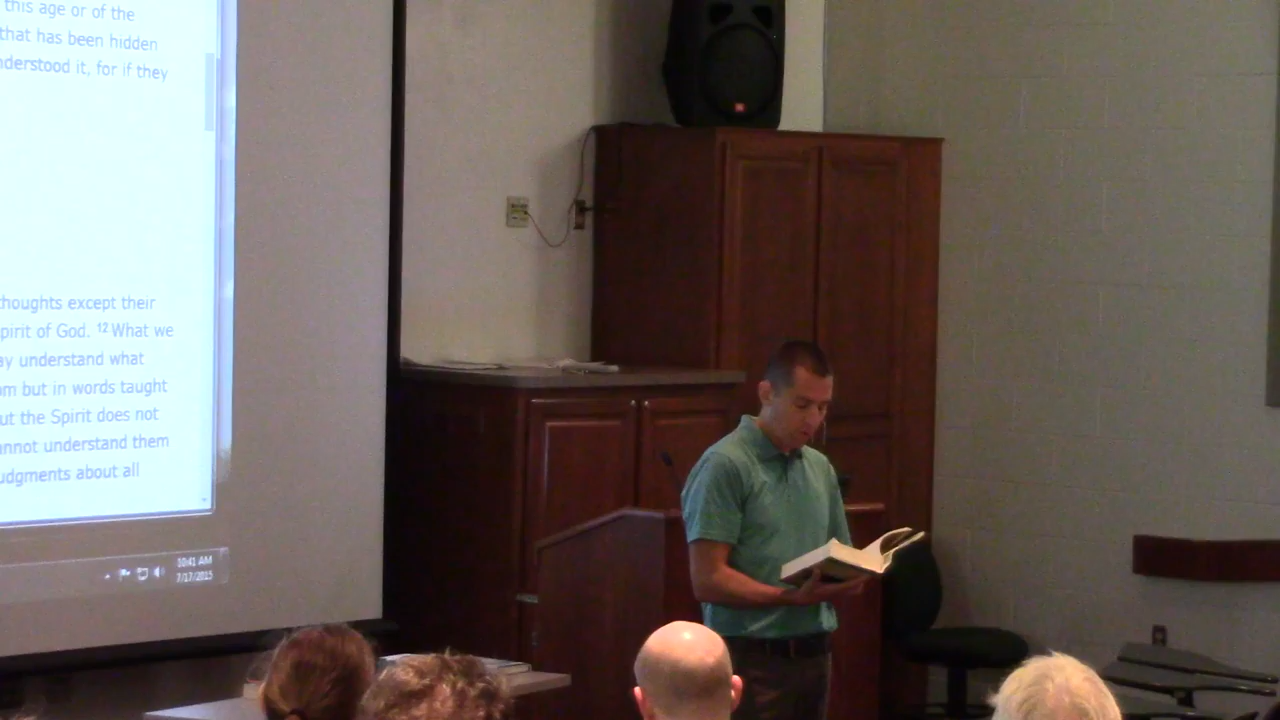 this age or of the
that has been hidden
nderstood it, for if they
thoughts except their
pirit of God. 12 What we
ay understand what
om but in words taught
ut the Spirit does not
annot understand them
udgments about all
10:41 AM
7/17/2015
JBL